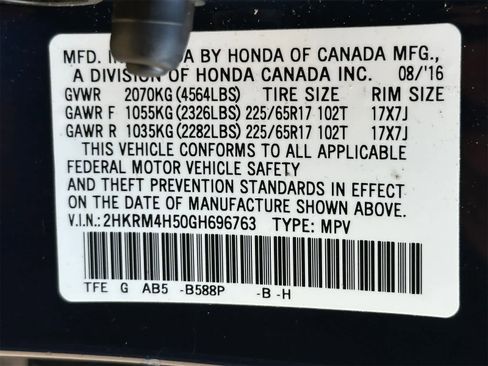 MFD. DA BY HONDA OF CANADA MFG.,
A DIVISION OF HONDA CANADA INC. 08/'16
GVWR 2070KG(4564LBS) TIRE SIZE RIM SIZE
GAWR F 1055KG(2326LBS) 225/65R17 102T 17X7J
GAWR R 1035KG(2282LBS) 225/65R17 102T 17X7J
THIS VEHICLE CONFORMS TO ALL APPLICABLE
FEDERAL MOTOR VEHICLE SAFETY
AND THEFT PREVENTION STANDARDS IN EFFECT
ON THE DATE OF MANUFACTURE SHOWN ABOVE.
V.I.N.:2HKRM4H50GH696763 TYPE: MPV
TFE G AB5 -B588P -B -H